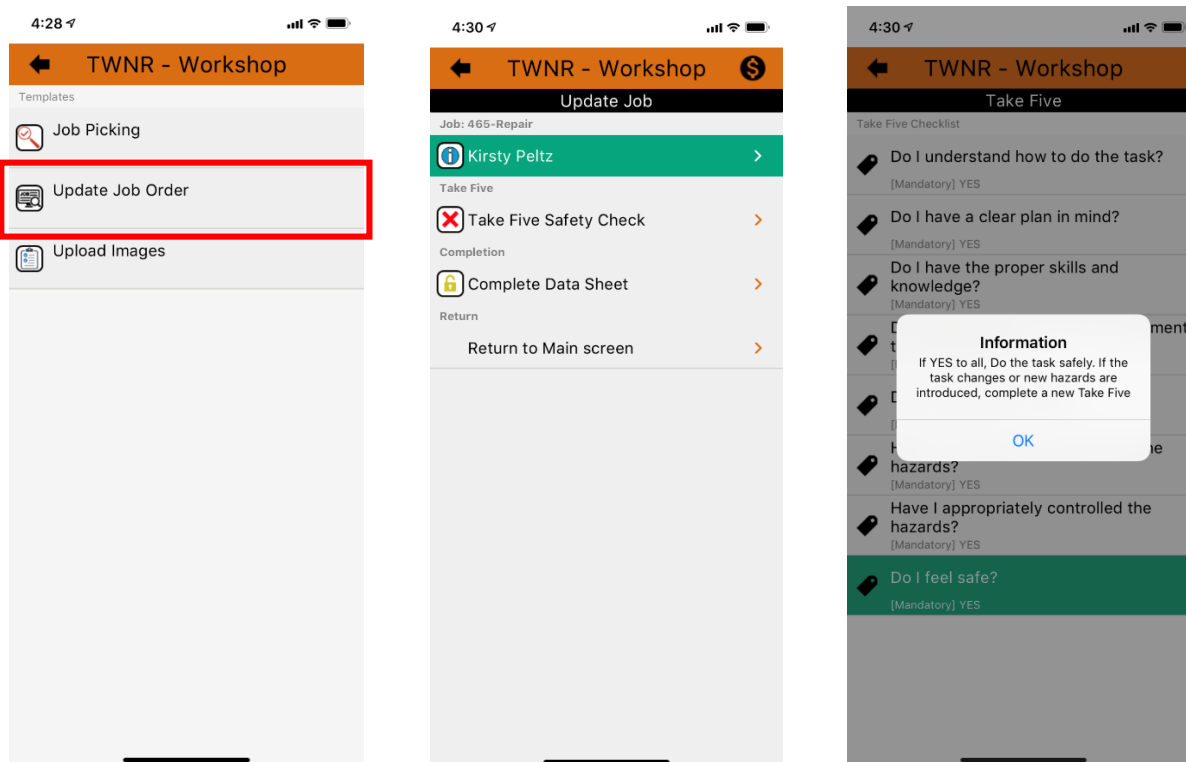 4:28
TWNR - Workshop
Templates
Job Picking
Update Job Order
Upload Images
4:30
TWNR - Workshop
Update Job
Job: 465-Repair
Kirsty Peltz
Take Five
Take Five Safety Check
Completion
Complete Data Sheet
Return
Return to Main screen
4:30
TWNR - Workshop
Take Five
Take Five Checklist
Do I understand how to do the task?
[Mandatory] YES
Do I have a clear plan in mind?
[Mandatory] YES
Do I have the proper skills and
knowledge?
[Mandatory] YES
Information
If YES to all, Do the task safely. If the
task changes or new hazards are
introduced, complete a new Take Five
OK
hazards?
[Mandatory] YES
Have I appropriately controlled the
hazards?
[Mandatory] YES
Do I feel safe?
[Mandatory] YES